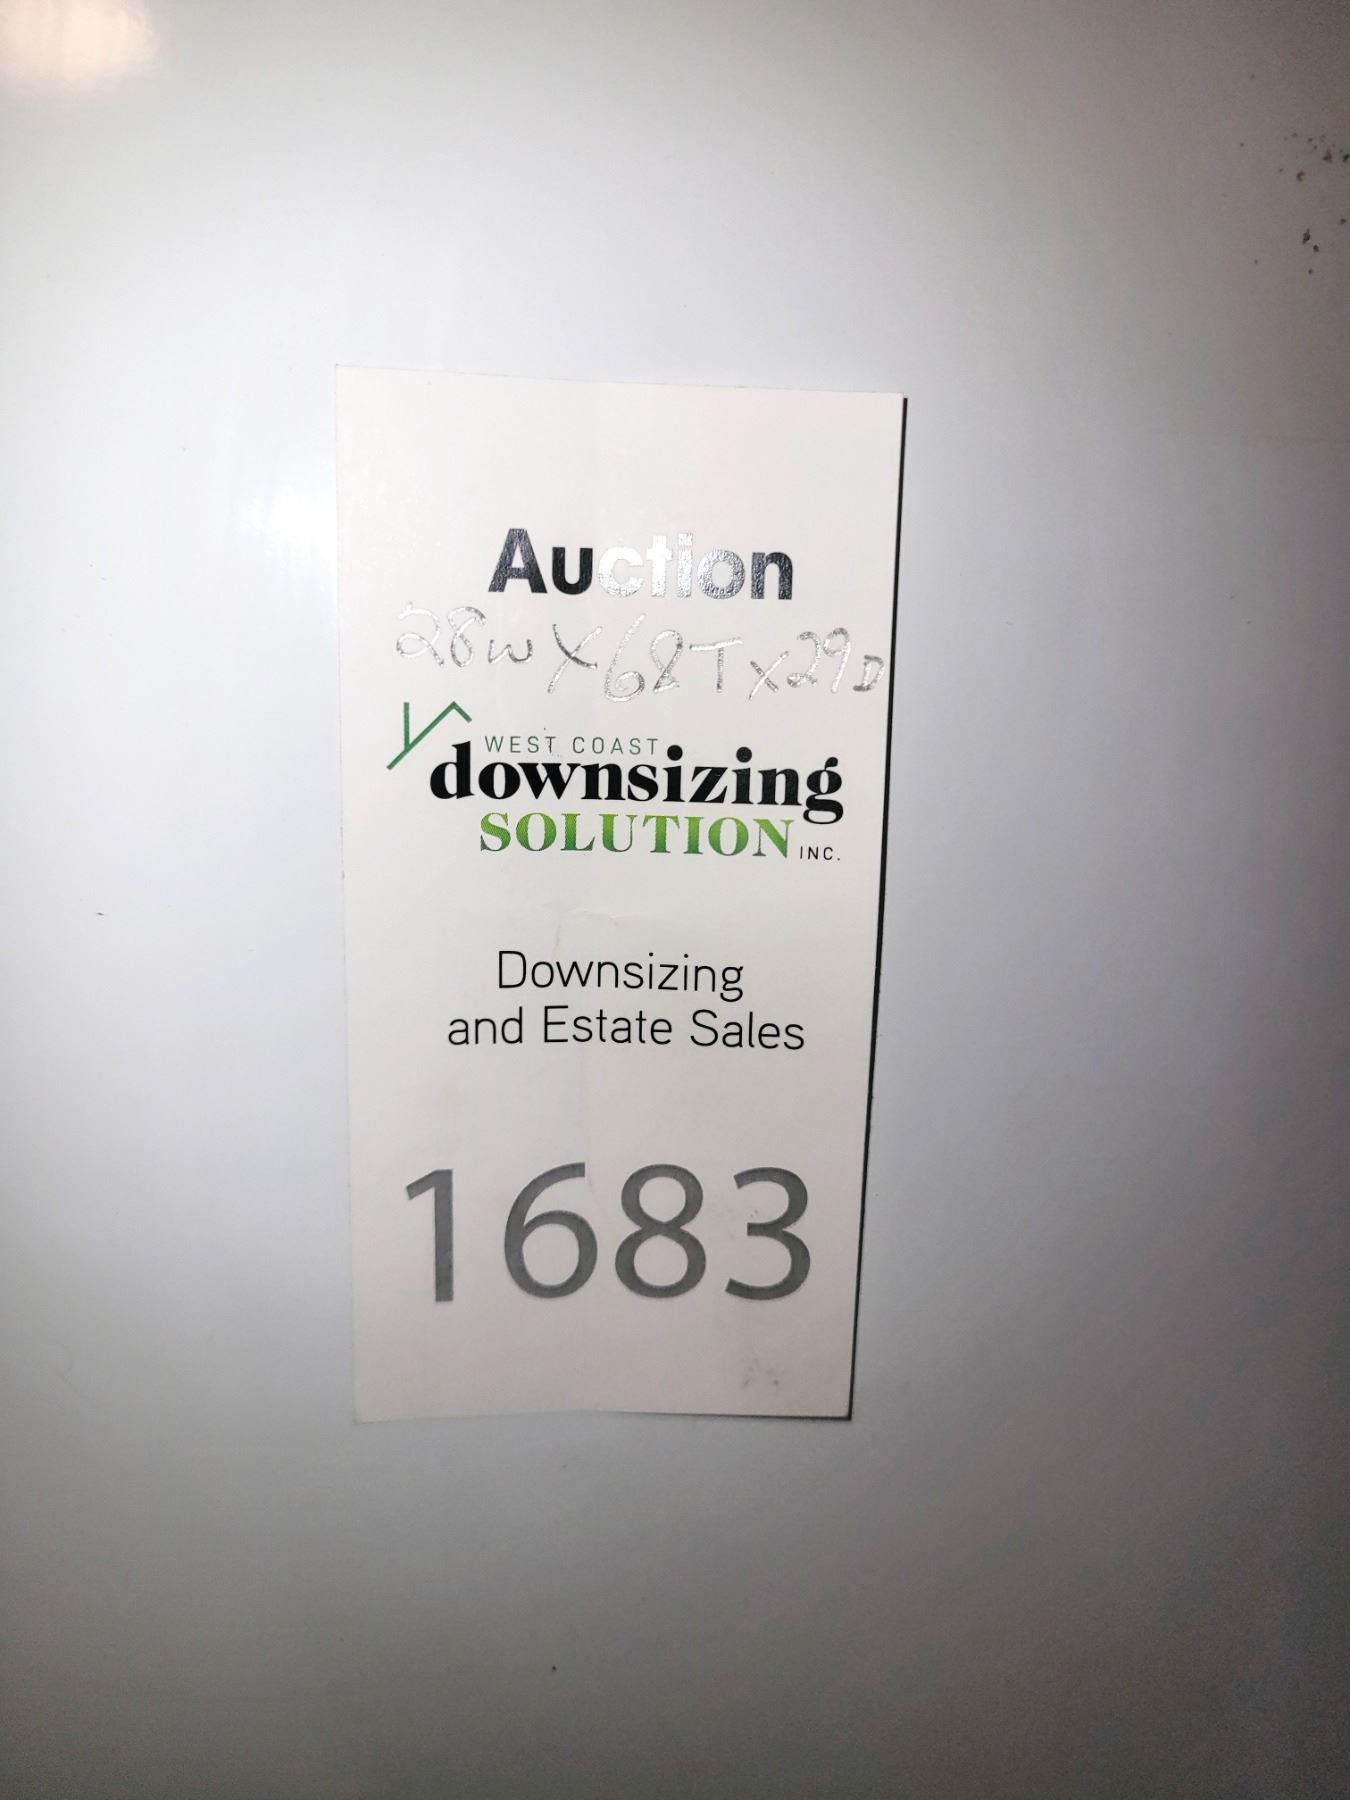 Auction
28W X 68T X 29D
WEST COAST
downsizing
SOLUTION INC.
Downsizing
and Estate Sales
1683